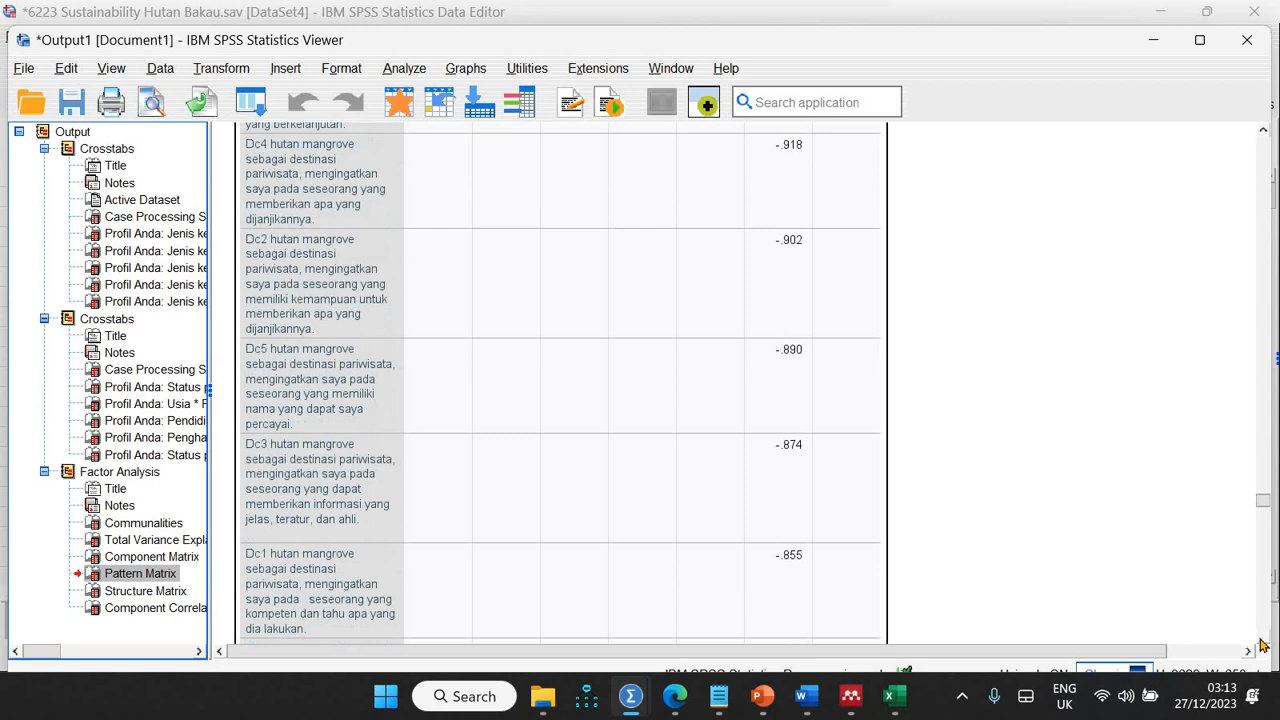 *6223 Sustainability Hutan Bakau.sav [DataSet4] - IBM SPSS Statistics Data Editor
*Output1 [Document1] - IBM SPSS Statistics Viewer
File Edit View Data Transform Insert Format Analyze Graphs Utilities Extensions Window Help
Search application
Output
Crosstabs
Title
Notes
Active Dataset
Case Processing S
Profil Anda: Jenis ke
Profil Anda: Jenis ke
Profil Anda: Jenis ke
Profil Anda: Jenis ke
Profil Anda: Jenis ke
Crosstabs
Title
Notes
Case Processing S
Profil Anda: Status p
Profil Anda: Usia * P
Profil Anda: Pendidi
Profil Anda: Pengha
Profil Anda: Status p
Factor Analysis
Title
Notes
Communalities
Total Variance Expla
Component Matrix
Pattern Matrix
Structure Matrix
Component Correla
yang berkelanjutan.
Dc4 hutan mangrove
sebagai destinasi
pariwisata, mengingatkan
saya pada seseorang yang
memberikan apa yang
dijanjikannya.
-.918
Dc2 hutan mangrove
sebagai destinasi
pariwisata, mengingatkan
saya pada seseorang yang
memiliki kemampuan untuk
memberikan apa yang
dijanjikannya.
-.902
Dc5 hutan mangrove
sebagai destinasi pariwisata,
mengingatkan saya pada
seseorang yang memiliki
nama yang dapat saya
percayai.
-.890
Dc3 hutan mangrove
sebagai destinasi pariwisata,
mengingatkan saya pada
seseorang yang dapat
memberikan informasi yang
jelas, teratur, dan ahli.
-.874
Dc1 hutan mangrove
sebagai destinasi
pariwisata, mengingatkan
saya pada seseorang yang
kompeten dan tahu apa yang
dia lakukan.
-.855
Search
ENG
UK
03:13
27/12/2023